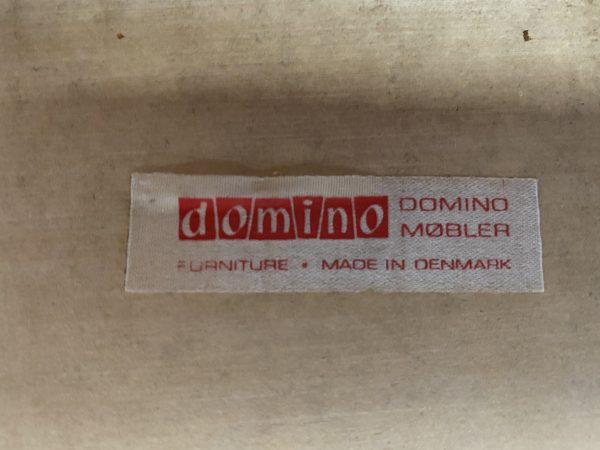 domino
DOMINO
MØBLER
FURNITURE • MADE IN DENMARK